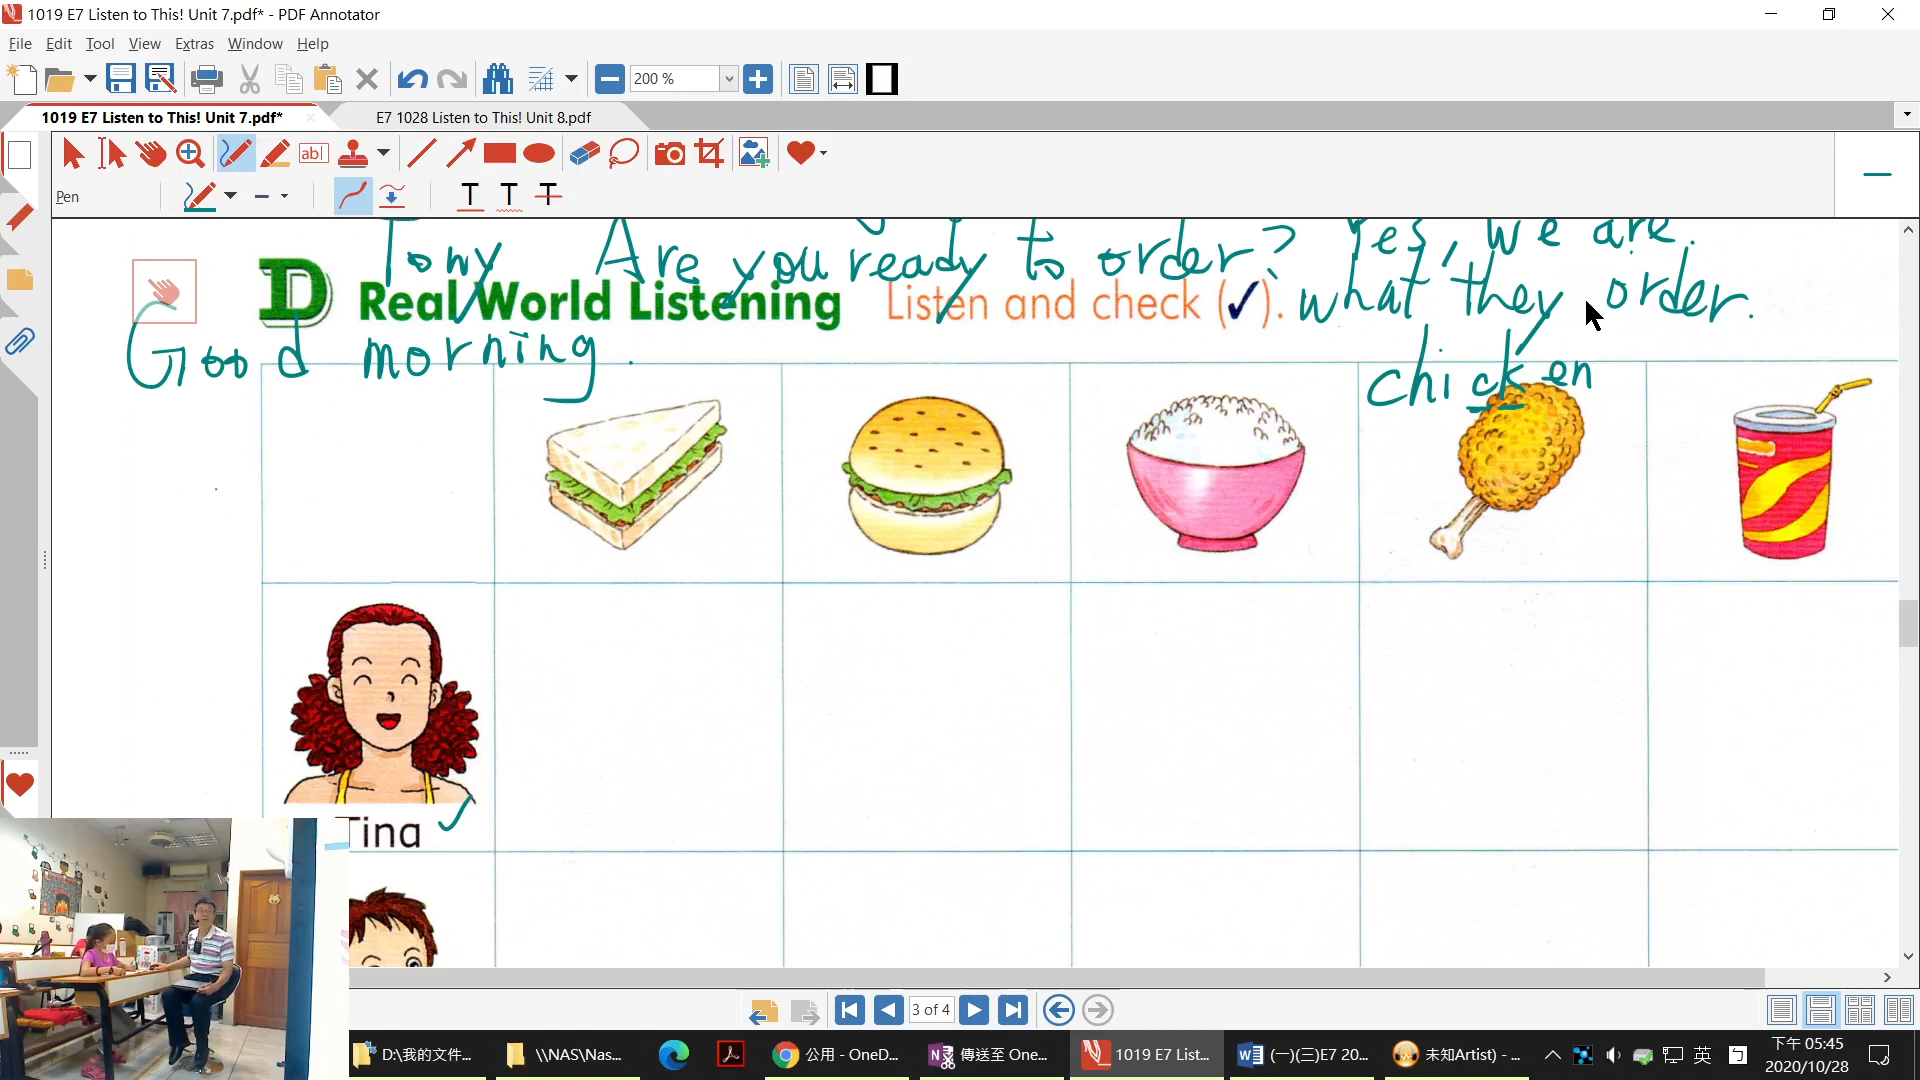 1019 E7 Listen to This! Unit 7.pdf* - PDF Annotator
File Edit Tool View Extras Window Help
200 %
1019 E7 Listen to This! Unit 7.pdf*
E7 1028 Listen to This! Unit 8.pdf
ab
Pen
T T T
Tony Are you ready to order? Yes, we are.
D Real World Listening Listen and check (✓). what they order.
Good morning.
chicken
Tina ✓
3 of 4
D:\我的文件...
\\NAS\Nas...
公用 - OneD...
傳送至 One...
1019 E7 List...
(一)(三)E7 20...
未知Artist) - ...
英
ㄅ
下午 05:45
2020/10/28